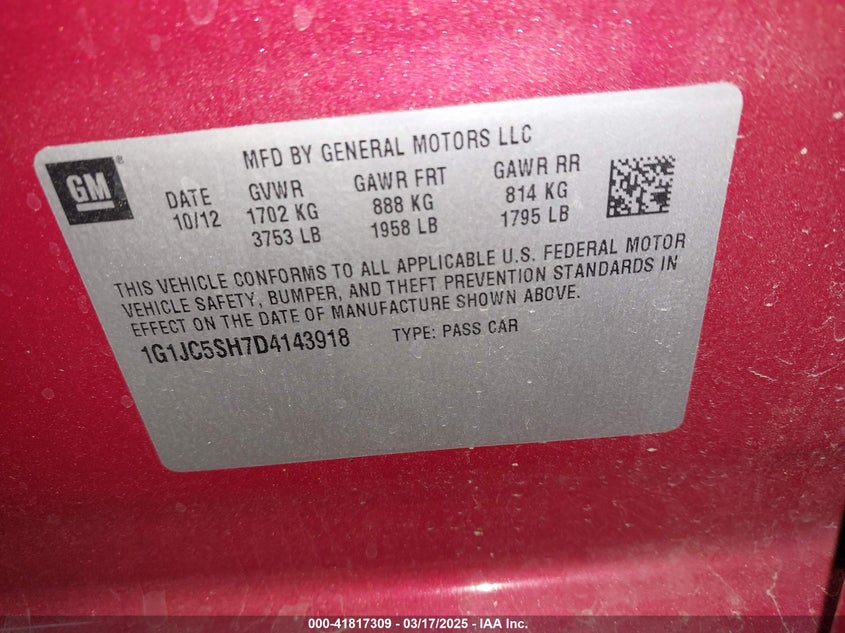 GM®
MFD BY GENERAL MOTORS LLC
DATE GVWR GAWR FRT GAWR RR
10/12 1702 KG 888 KG 814 KG
3753 LB 1958 LB 1795 LB
THIS VEHICLE CONFORMS TO ALL APPLICABLE U.S. FEDERAL MOTOR
VEHICLE SAFETY, BUMPER, AND THEFT PREVENTION STANDARDS IN
EFFECT ON THE DATE OF MANUFACTURE SHOWN ABOVE.
1G1JC5SH7D4143918 TYPE: PASS CAR
000-41817309 - 03/17/2025 - IAA Inc.